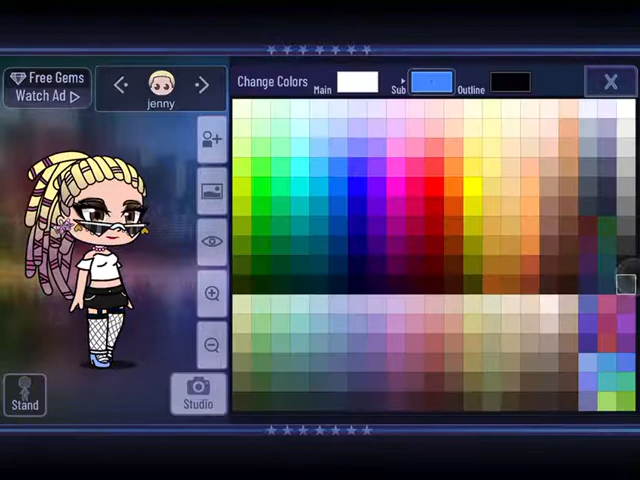 Free Gems
Watch Ad
jenny
Change Colors
Main
Sub
Outline
X
Stand
Studio